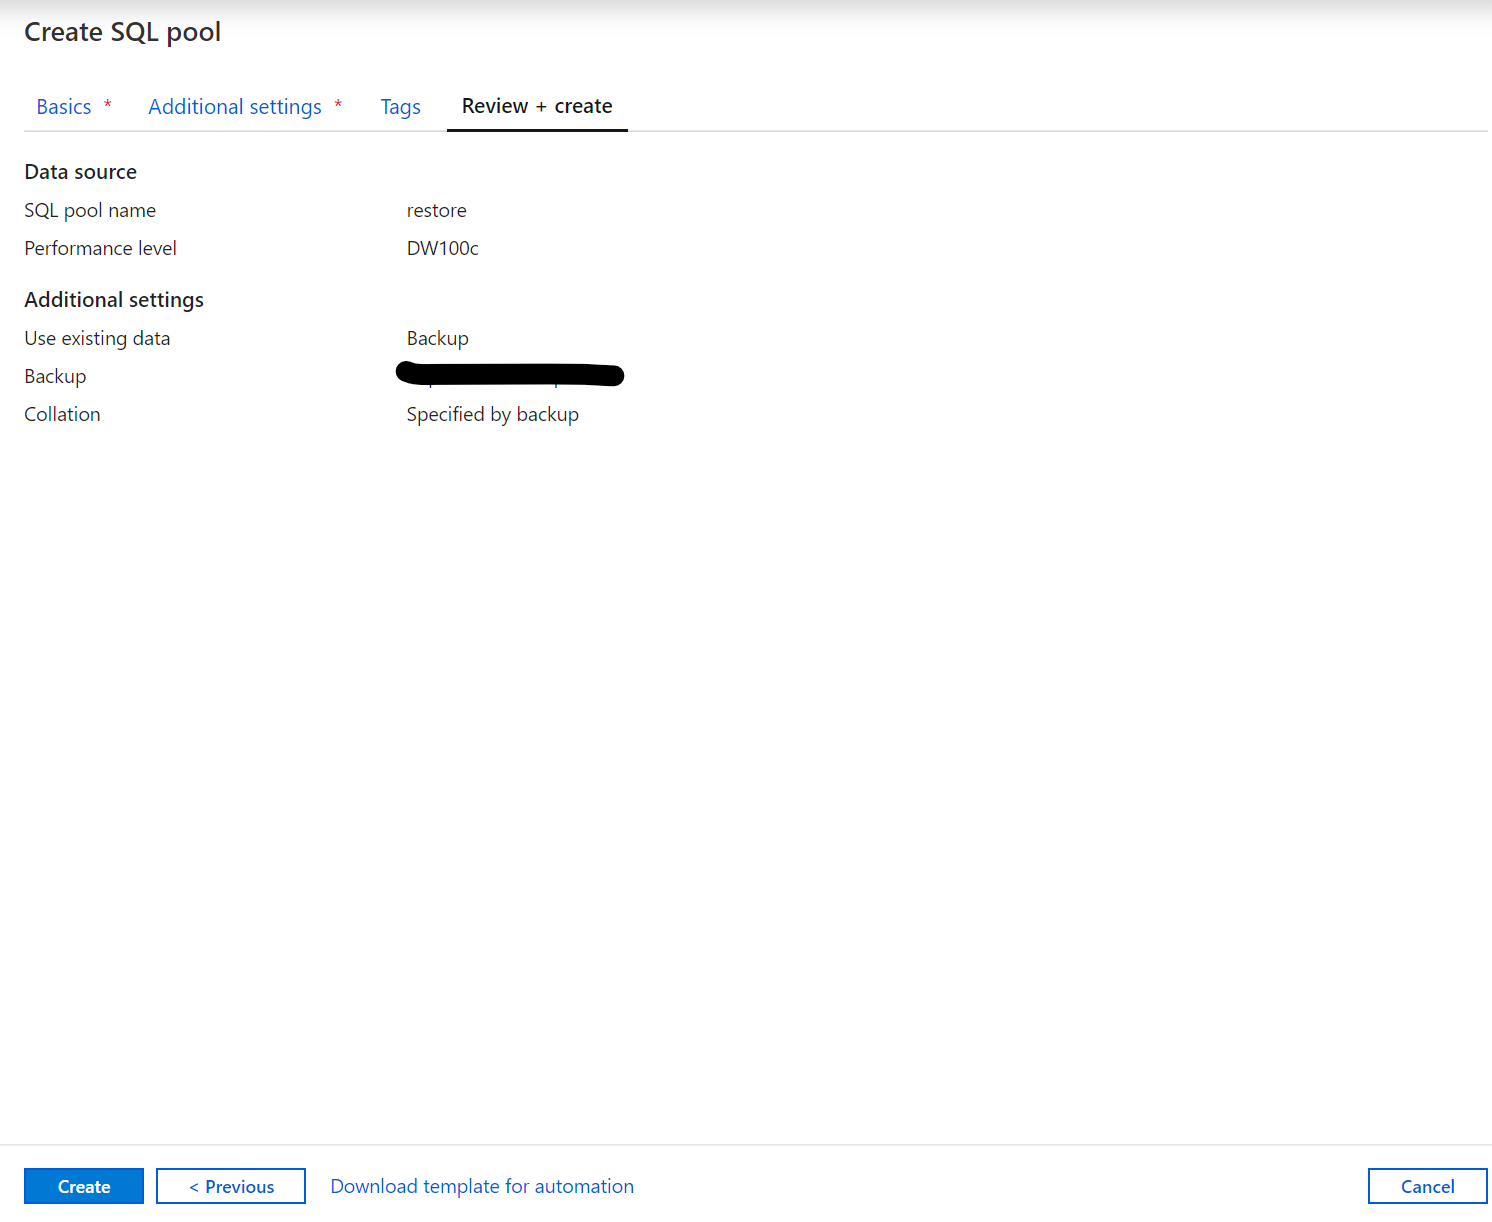 Create SQL pool
Basics * Additional settings * Tags Review + create
Data source
SQL pool name restore
Performance level DW100c
Additional settings
Use existing data Backup
Backup
Collation Specified by backup
Create < Previous Download template for automation Cancel